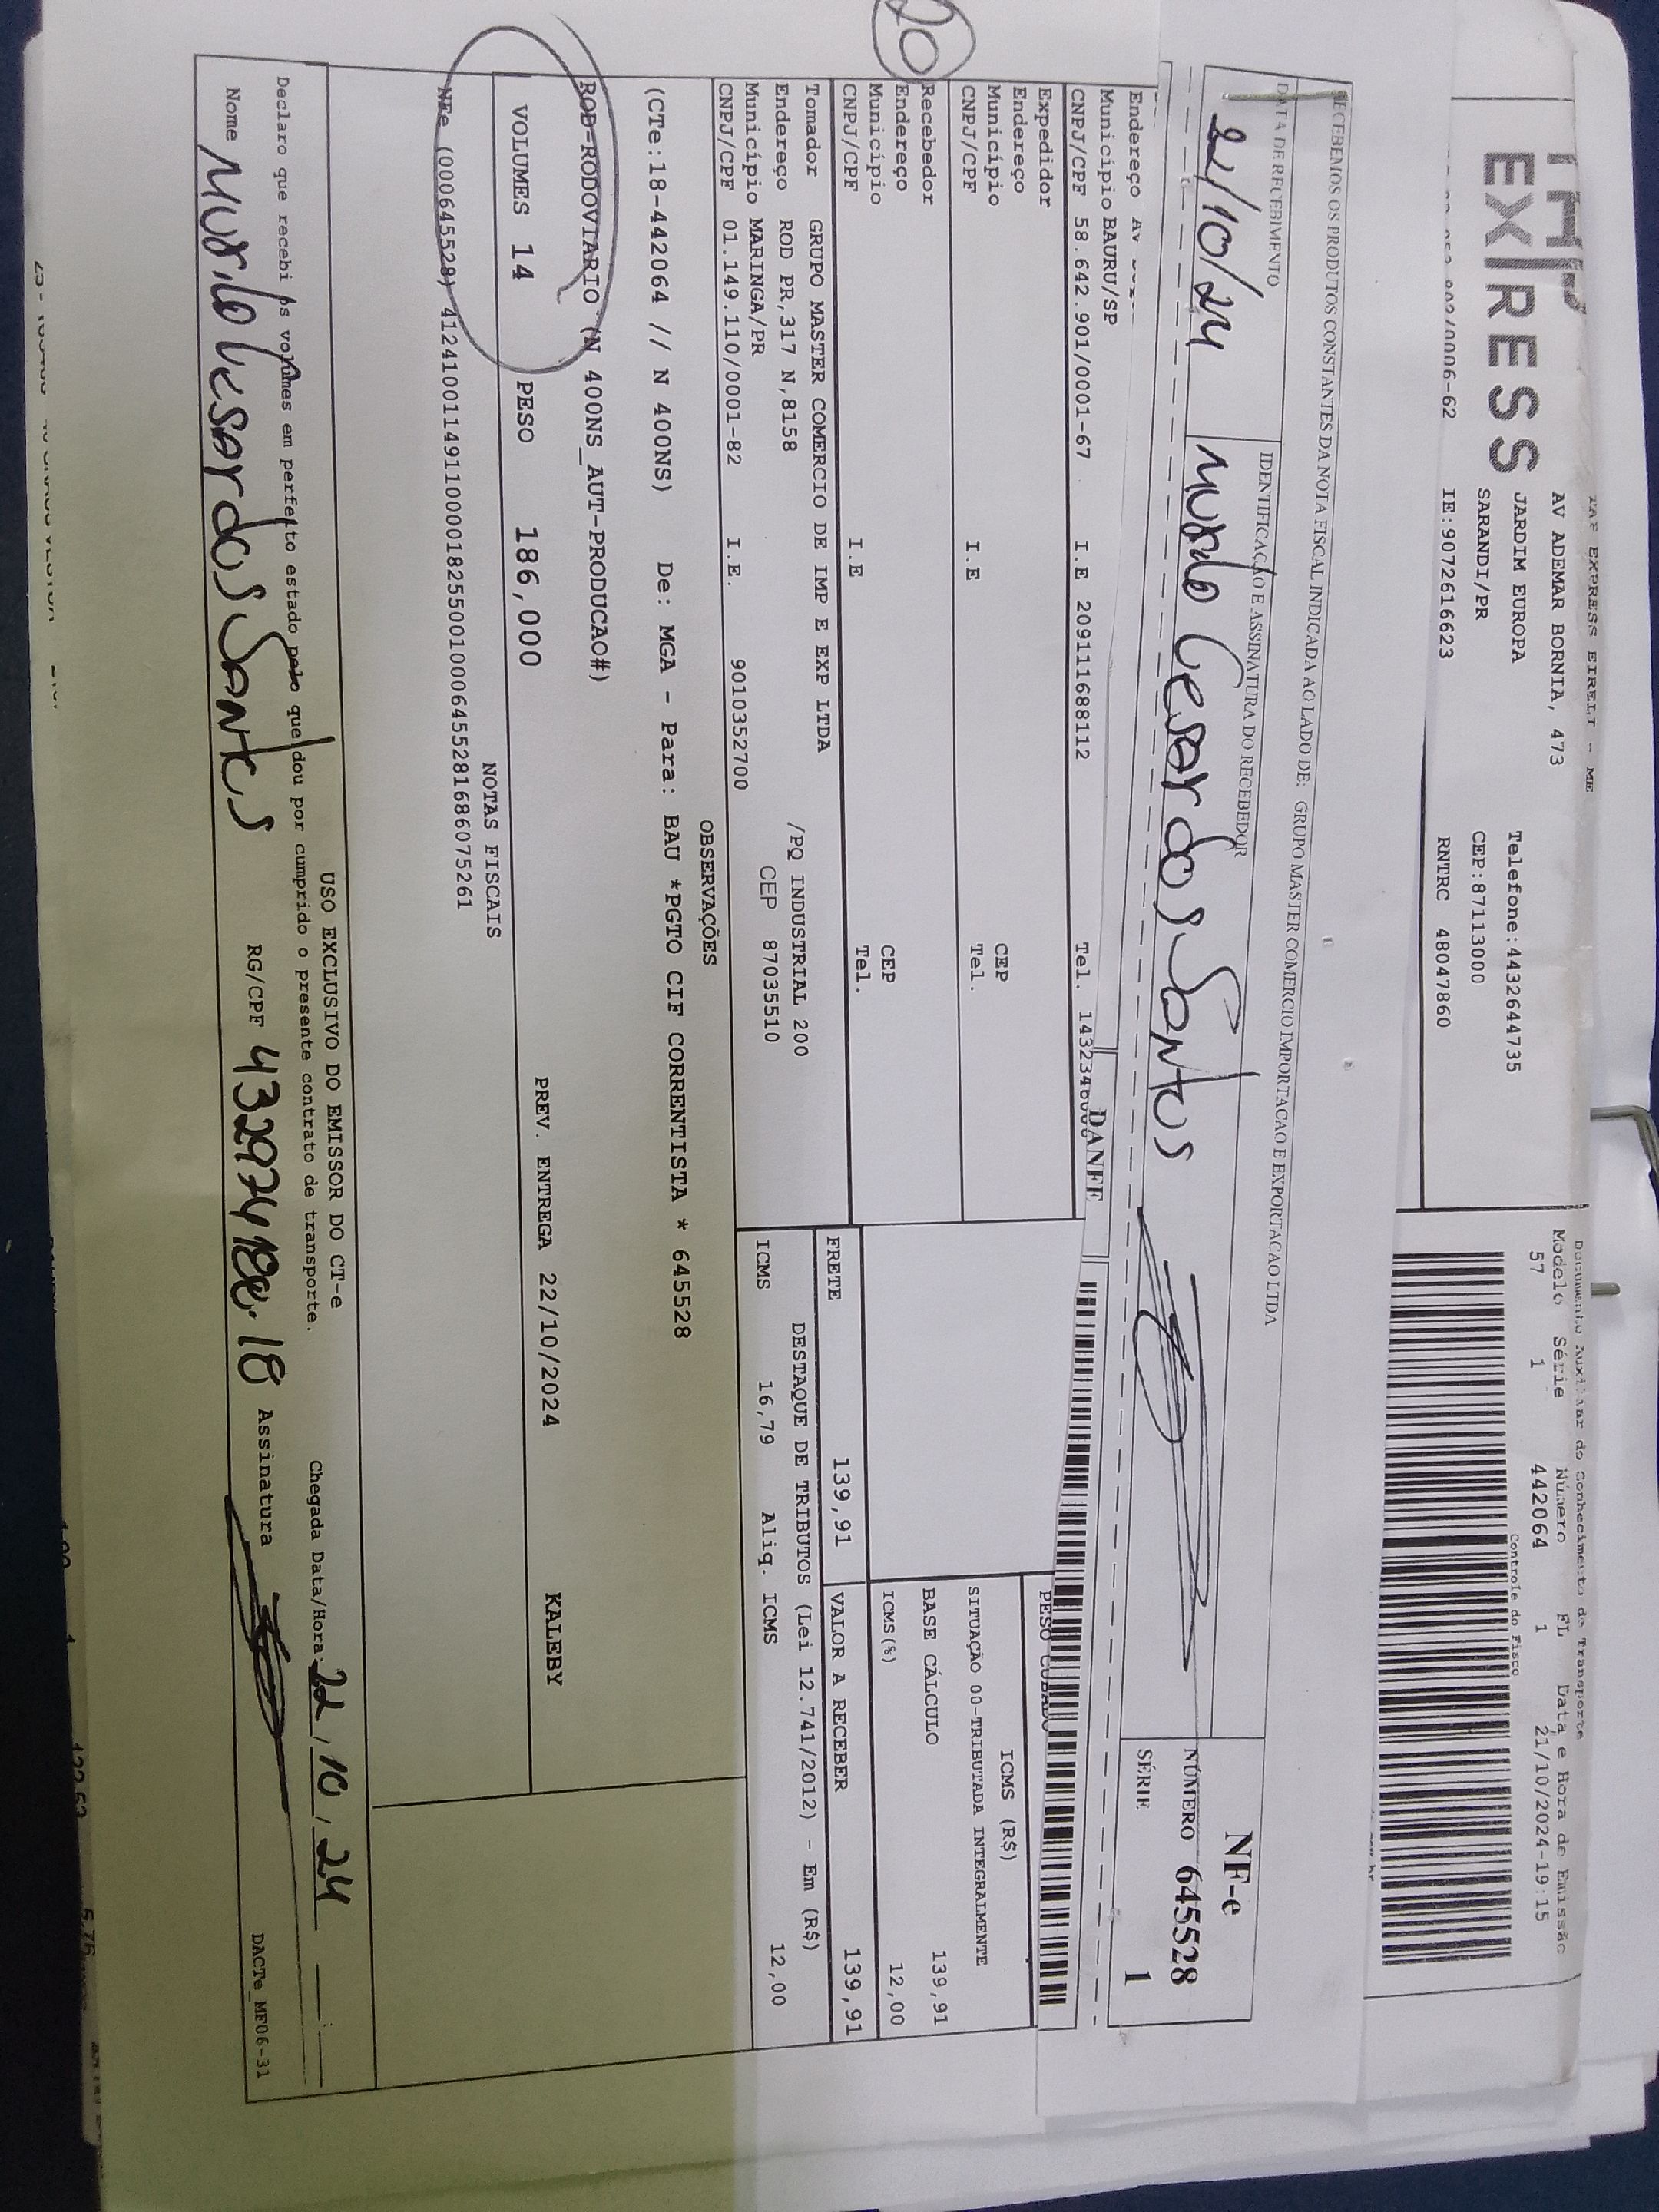 TAF EXPRESS EIRELI - ME
EXPRESS
AV ADEMAR BORNIA, 473
JARDIM EUROPA
Telefone:4432644735
SARANDI/PR
CEP:87113000
IE:9072616623
RNTRC 48047860
Documento Auxiliar do Conhecimento de Transporte
Modelo Série Número FL Data e Hora de Emissão
57 1 442064 1 21/10/2024-19:15
Controle do Fisco
RECEBEMOS OS PRODUTOS CONSTANTES DA NOTA FISCAL INDICADA AO LADO DE: GRUPO MASTER COMERCIO IMPORTACAO E EXPORTACAO LTDA
DATA DE RECEBIMENTO
IDENTIFICAÇÃO E ASSINATURA DO RECEBEDOR
22/10/24 Murilo Cesar dos Santos
NF-e
NÚMERO 645528
SÉRIE 1
DANFE
Endereço Av
Município BAURU/SP
CNPJ/CPF 58.642.901/0001-67 I.E 209111688112 Tel.
Expedidor
Endereço
Município CEP
CNPJ/CPF I.E Tel.
20
Recebedor
Endereço
Município CEP
CNPJ/CPF I.E Tel.
PESO CUBADO
ICMS (R$)
SITUAÇÃO 00-TRIBUTADA INTEGRALMENTE
BASE CÁLCULO 139,91
ICMS(%) 12,00
FRETE 139,91 VALOR A RECEBER 139,91
DESTAQUE DE TRIBUTOS (Lei 12.741/2012) - Em (R$)
ICMS 16,79 Aliq. ICMS 12,00
Tomador GRUPO MASTER COMERCIO DE IMP E EXP LTDA
Endereço ROD PR,317 N,8158 /PQ INDUSTRIAL 200
Município MARINGA/PR CEP 87035510
CNPJ/CPF 01.149.110/0001-82 I.E. 9010352700
OBSERVAÇÕES
(CTe:18-442064 // N 400NS) De: MGA - Para: BAU *PGTO CIF CORRENTISTA * 645528
ROD-RODOVIARIO (N 400NS_AUT-PRODUCAO#)
VOLUMES 14 PESO 186,000 PREV. ENTREGA 22/10/2024 KALEBY
NOTAS FISCAIS
NFe (000645528) 41241001149110000182550010006455281686075261
USO EXCLUSIVO DO EMISSOR DO CT-e
Declaro que recebi os volumes em perfeito estado pelo que dou por cumprido o presente contrato de transporte.
Chegada Data/Hora: 22/10/24
Nome Murilo Cesar dos Santos RG/CPF Assinatura
DACTe_MF06-31